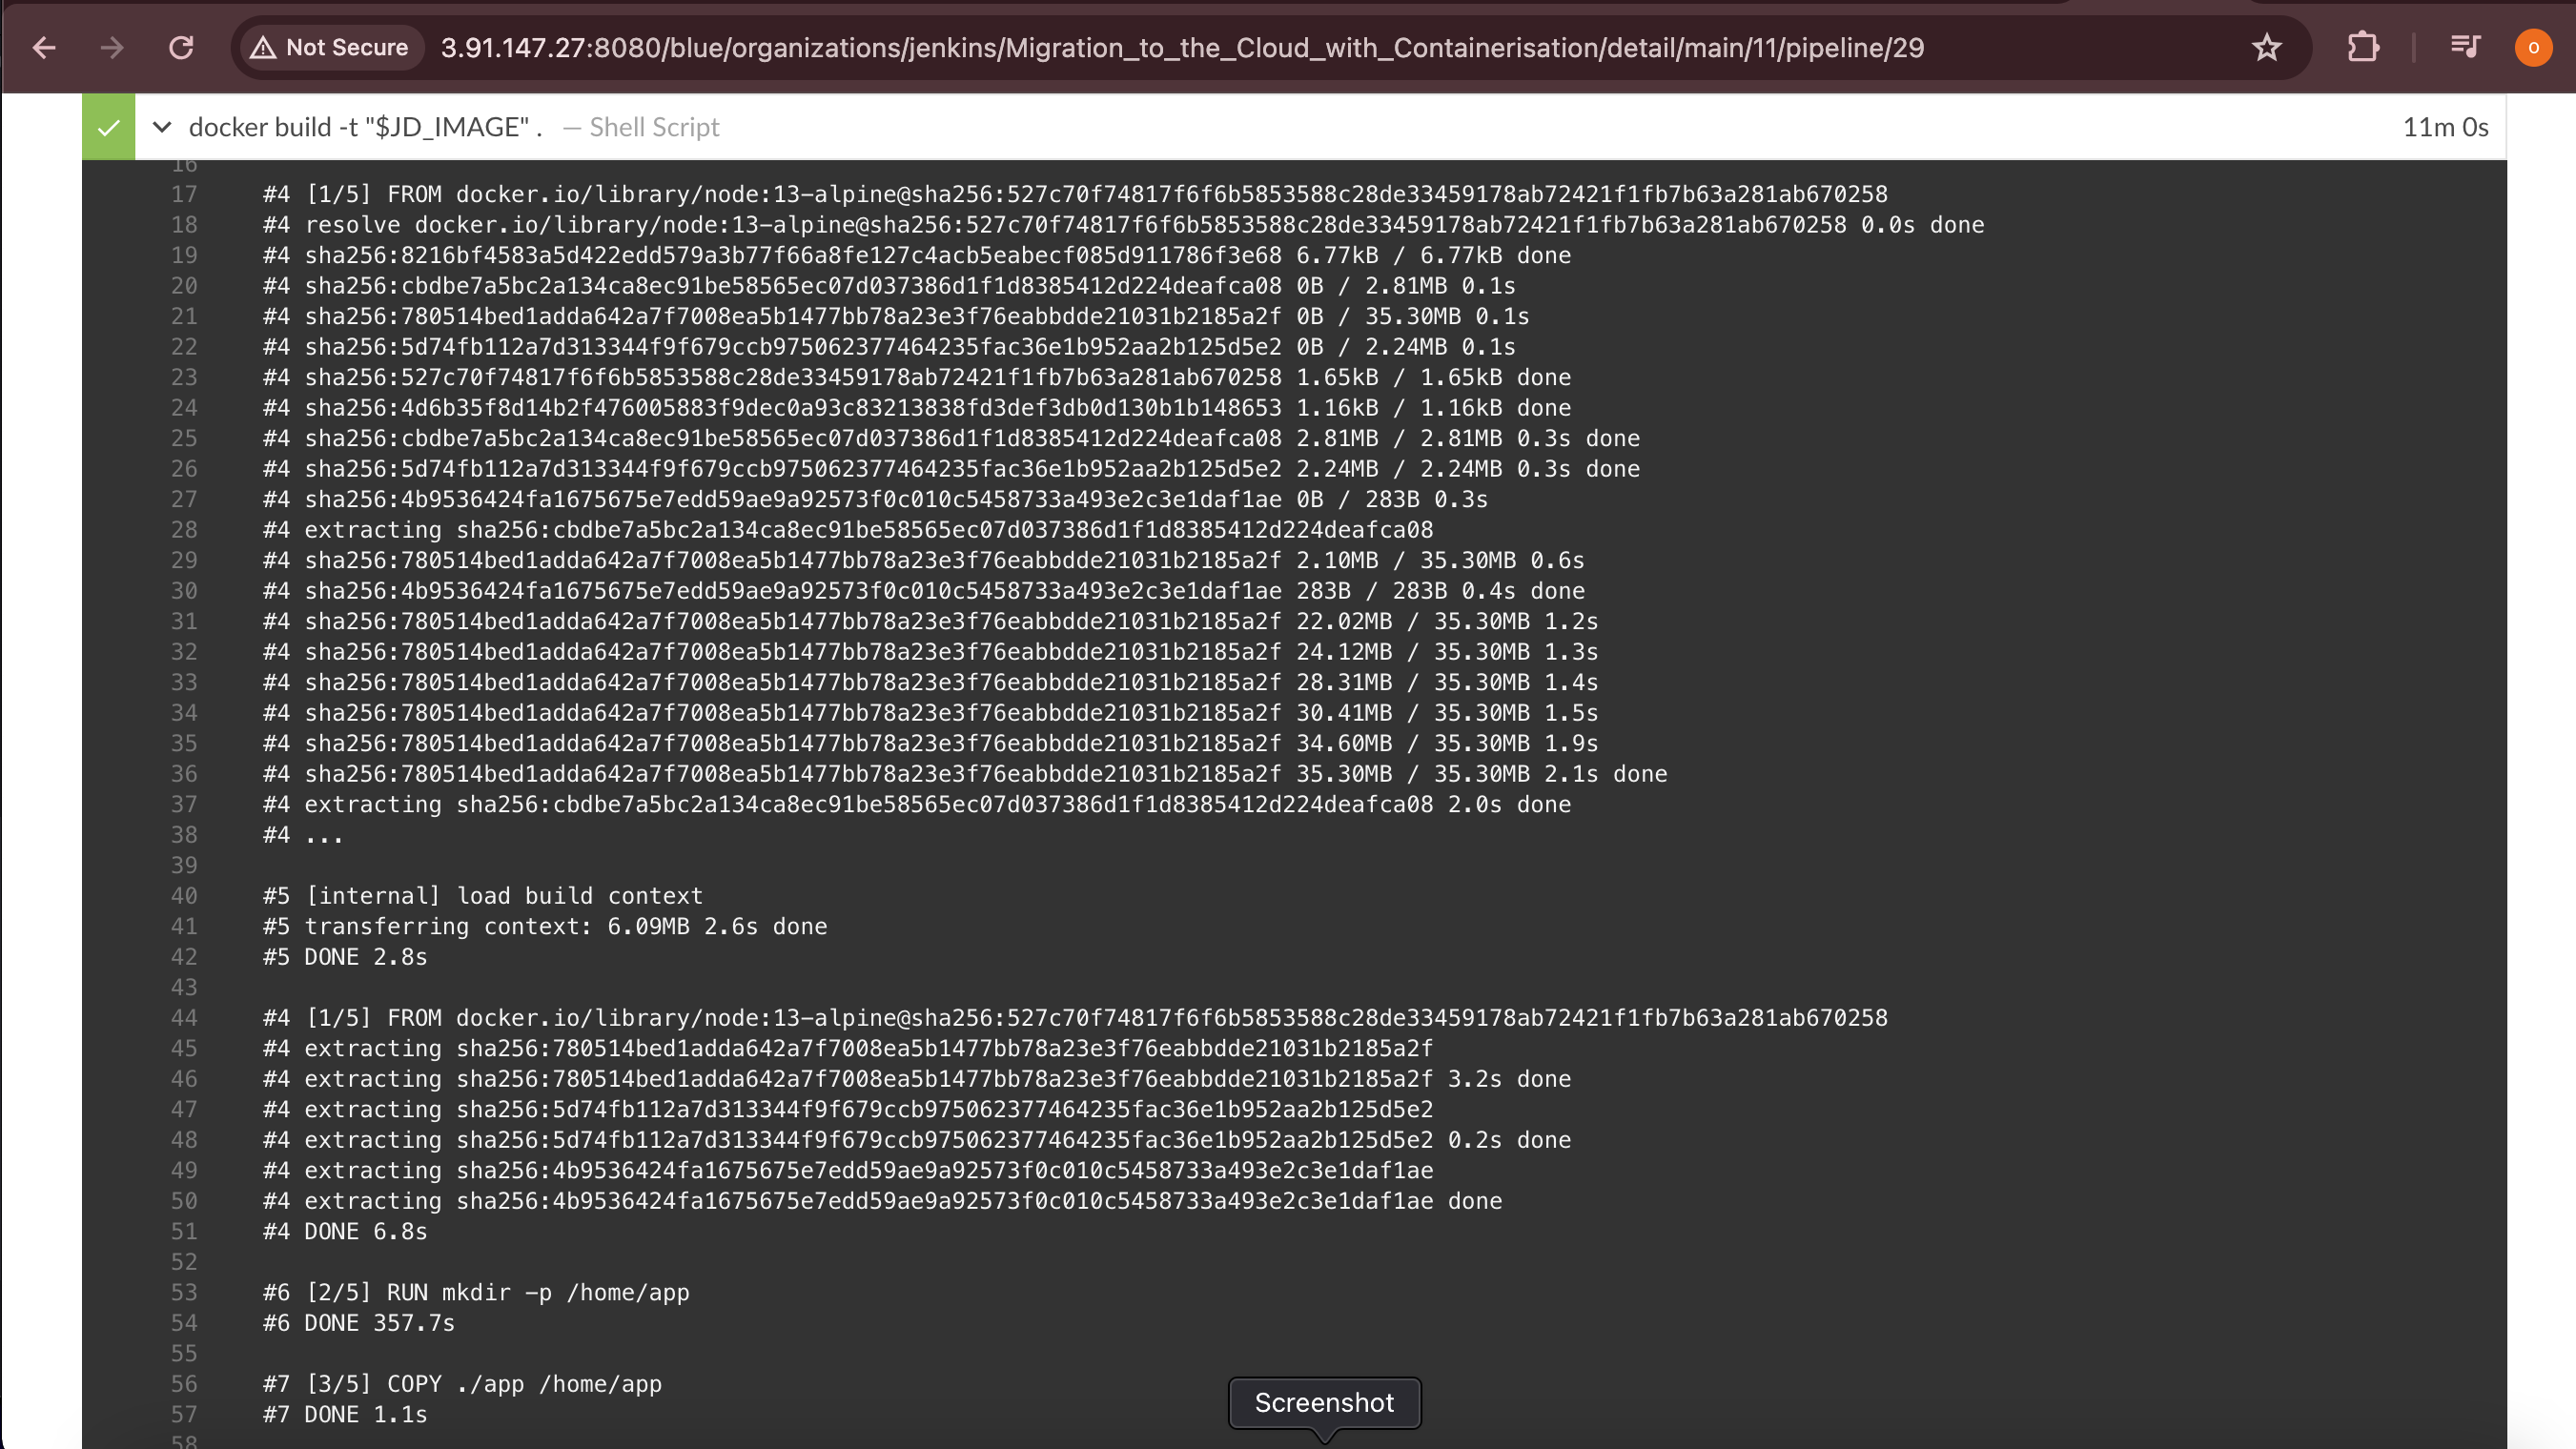 Not Secure 3.91.147.27:8080/blue/organizations/jenkins/Migration_to_the_Cloud_with_Containerisation/detail/main/11/pipeline/29 o
docker build -t "$JD_IMAGE" . — Shell Script 11m 0s
16
17 #4 [1/5] FROM docker.io/library/node:13-alpine@sha256:527c70f74817f6f6b5853588c28de33459178ab72421f1fb7b63a281ab670258
18 #4 resolve docker.io/library/node:13-alpine@sha256:527c70f74817f6f6b5853588c28de33459178ab72421f1fb7b63a281ab670258 0.0s done
19 #4 sha256:8216bf4583a5d422edd579a3b77f66a8fe127c4acb5eabecf085d911786f3e68 6.77kB / 6.77kB done
20 #4 sha256:cbdbe7a5bc2a134ca8ec91be58565ec07d037386d1f1d8385412d224deafca08 0B / 2.81MB 0.1s
21 #4 sha256:780514bed1adda642a7f7008ea5b1477bb78a23e3f76eabbdde21031b2185a2f 0B / 35.30MB 0.1s
22 #4 sha256:5d74fb112a7d313344f9f679ccb975062377464235fac36e1b952aa2b125d5e2 0B / 2.24MB 0.1s
23 #4 sha256:527c70f74817f6f6b5853588c28de33459178ab72421f1fb7b63a281ab670258 1.65kB / 1.65kB done
24 #4 sha256:4d6b35f8d14b2f476005883f9dec0a93c83213838fd3def3db0d130b1b148653 1.16kB / 1.16kB done
25 #4 sha256:cbdbe7a5bc2a134ca8ec91be58565ec07d037386d1f1d8385412d224deafca08 2.81MB / 2.81MB 0.3s done
26 #4 sha256:5d74fb112a7d313344f9f679ccb975062377464235fac36e1b952aa2b125d5e2 2.24MB / 2.24MB 0.3s done
27 #4 sha256:4b9536424fa1675675e7edd59ae9a92573f0c010c5458733a493e2c3e1daf1ae 0B / 283B 0.3s
28 #4 extracting sha256:cbdbe7a5bc2a134ca8ec91be58565ec07d037386d1f1d8385412d224deafca08
29 #4 sha256:780514bed1adda642a7f7008ea5b1477bb78a23e3f76eabbdde21031b2185a2f 2.10MB / 35.30MB 0.6s
30 #4 sha256:4b9536424fa1675675e7edd59ae9a92573f0c010c5458733a493e2c3e1daf1ae 283B / 283B 0.4s done
31 #4 sha256:780514bed1adda642a7f7008ea5b1477bb78a23e3f76eabbdde21031b2185a2f 22.02MB / 35.30MB 1.2s
32 #4 sha256:780514bed1adda642a7f7008ea5b1477bb78a23e3f76eabbdde21031b2185a2f 24.12MB / 35.30MB 1.3s
33 #4 sha256:780514bed1adda642a7f7008ea5b1477bb78a23e3f76eabbdde21031b2185a2f 28.31MB / 35.30MB 1.4s
34 #4 sha256:780514bed1adda642a7f7008ea5b1477bb78a23e3f76eabbdde21031b2185a2f 30.41MB / 35.30MB 1.5s
35 #4 sha256:780514bed1adda642a7f7008ea5b1477bb78a23e3f76eabbdde21031b2185a2f 34.60MB / 35.30MB 1.9s
36 #4 sha256:780514bed1adda642a7f7008ea5b1477bb78a23e3f76eabbdde21031b2185a2f 35.30MB / 35.30MB 2.1s done
37 #4 extracting sha256:cbdbe7a5bc2a134ca8ec91be58565ec07d037386d1f1d8385412d224deafca08 2.0s done
38 #4 ...
39
40 #5 [internal] load build context
41 #5 transferring context: 6.09MB 2.6s done
42 #5 DONE 2.8s
43
44 #4 [1/5] FROM docker.io/library/node:13-alpine@sha256:527c70f74817f6f6b5853588c28de33459178ab72421f1fb7b63a281ab670258
45 #4 extracting sha256:780514bed1adda642a7f7008ea5b1477bb78a23e3f76eabbdde21031b2185a2f
46 #4 extracting sha256:780514bed1adda642a7f7008ea5b1477bb78a23e3f76eabbdde21031b2185a2f 3.2s done
47 #4 extracting sha256:5d74fb112a7d313344f9f679ccb975062377464235fac36e1b952aa2b125d5e2
48 #4 extracting sha256:5d74fb112a7d313344f9f679ccb975062377464235fac36e1b952aa2b125d5e2 0.2s done
49 #4 extracting sha256:4b9536424fa1675675e7edd59ae9a92573f0c010c5458733a493e2c3e1daf1ae
50 #4 extracting sha256:4b9536424fa1675675e7edd59ae9a92573f0c010c5458733a493e2c3e1daf1ae done
51 #4 DONE 6.8s
52
53 #6 [2/5] RUN mkdir -p /home/app
54 #6 DONE 357.7s
55
56 #7 [3/5] COPY ./app /home/app
57 #7 DONE 1.1s
58
Screenshot